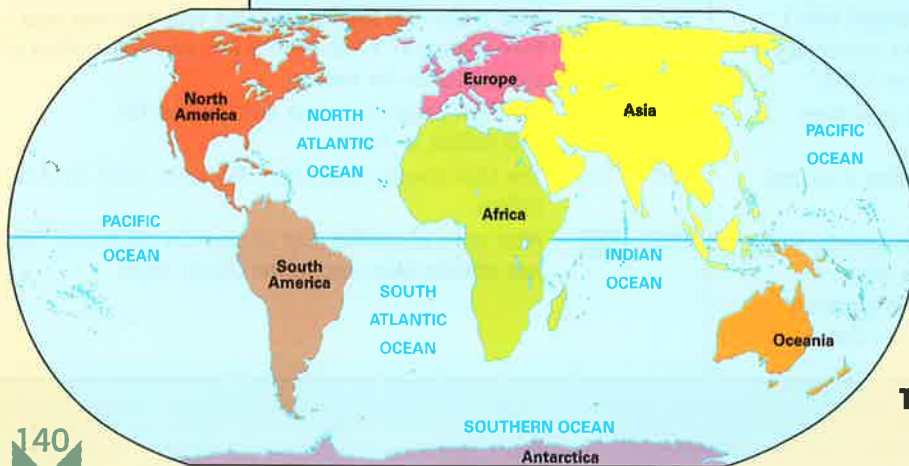 North
America
Europe
Asia
NORTH
ATLANTIC
OCEAN
PACIFIC
OCEAN
Africa
PACIFIC
OCEAN
South
America
INDIAN
OCEAN
SOUTH
ATLANTIC
OCEAN
Oceania
SOUTHERN OCEAN
Antarctica
140